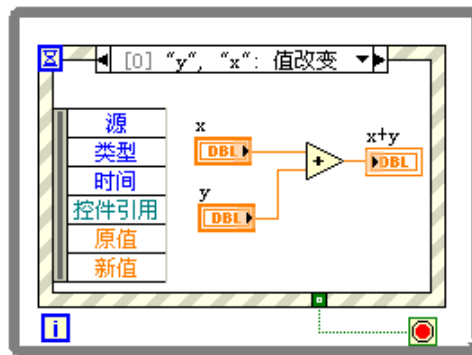 [0] "y", "x": 值改变
源
类型
时间
控件引用
原值
新值
x
DBL
y
DBL
x+y
DBL
i